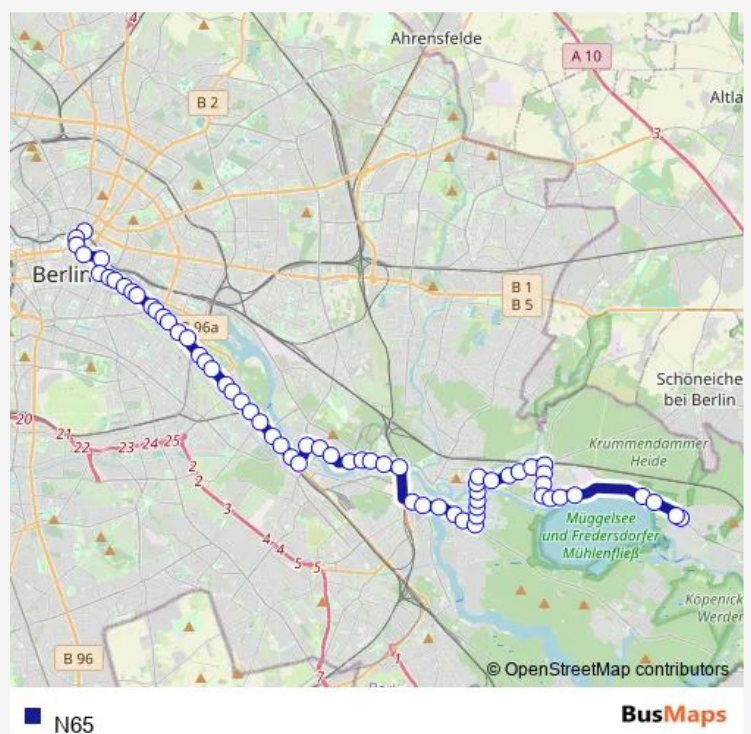 4
Ahrensfelde
A 10
B 2
Altla
3
Berlin
B 1
B 5
96a
Schöneiche
bei Berlin
20
21
22
23
24
25
Krummendammer
Heide
2
2
3
Müggelsee
und Fredersdorfer
Mühlenfließ
4
4
5
5
Köpenick
Werder
B 96
1
7
© OpenStreetMap contributors
N65
BusMaps